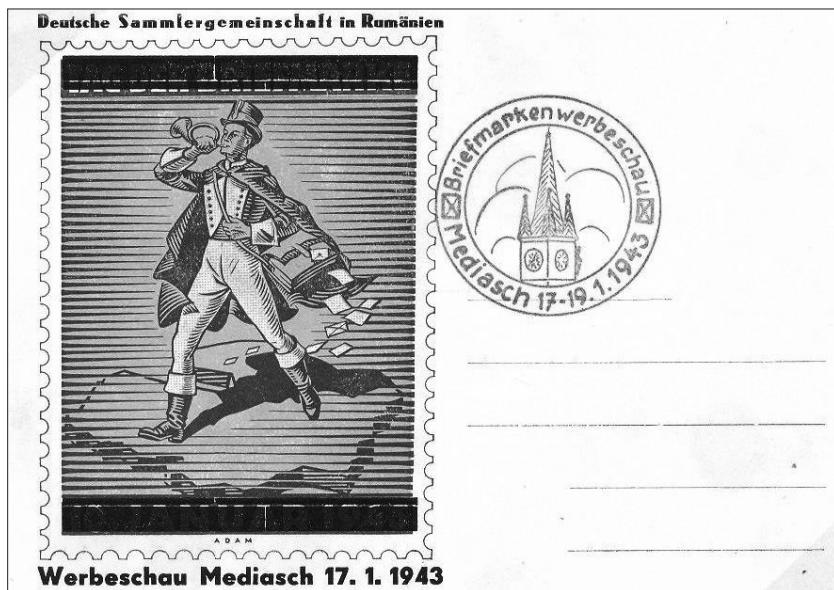 Deutsche Sammlergemeinschaft in Rumänien
Briefmarkenwerbeschau
Mediasch 17-19.1.1943
ADAM
Werbeschau Mediasch 17. 1. 1943